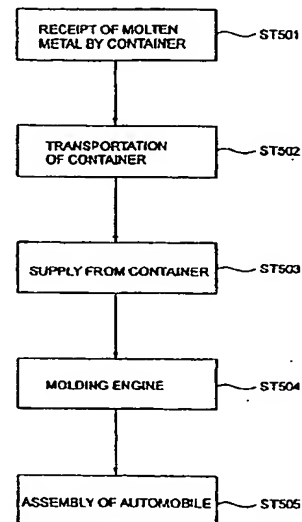 RECEIPT OF MOLTEN
METAL BY CONTAINER
ST501
TRANSPORTATION
OF CONTAINER
ST502
SUPPLY FROM CONTAINER
ST503
MOLDING ENGINE
ST504
ASSEMBLY OF AUTOMOBILE
ST505